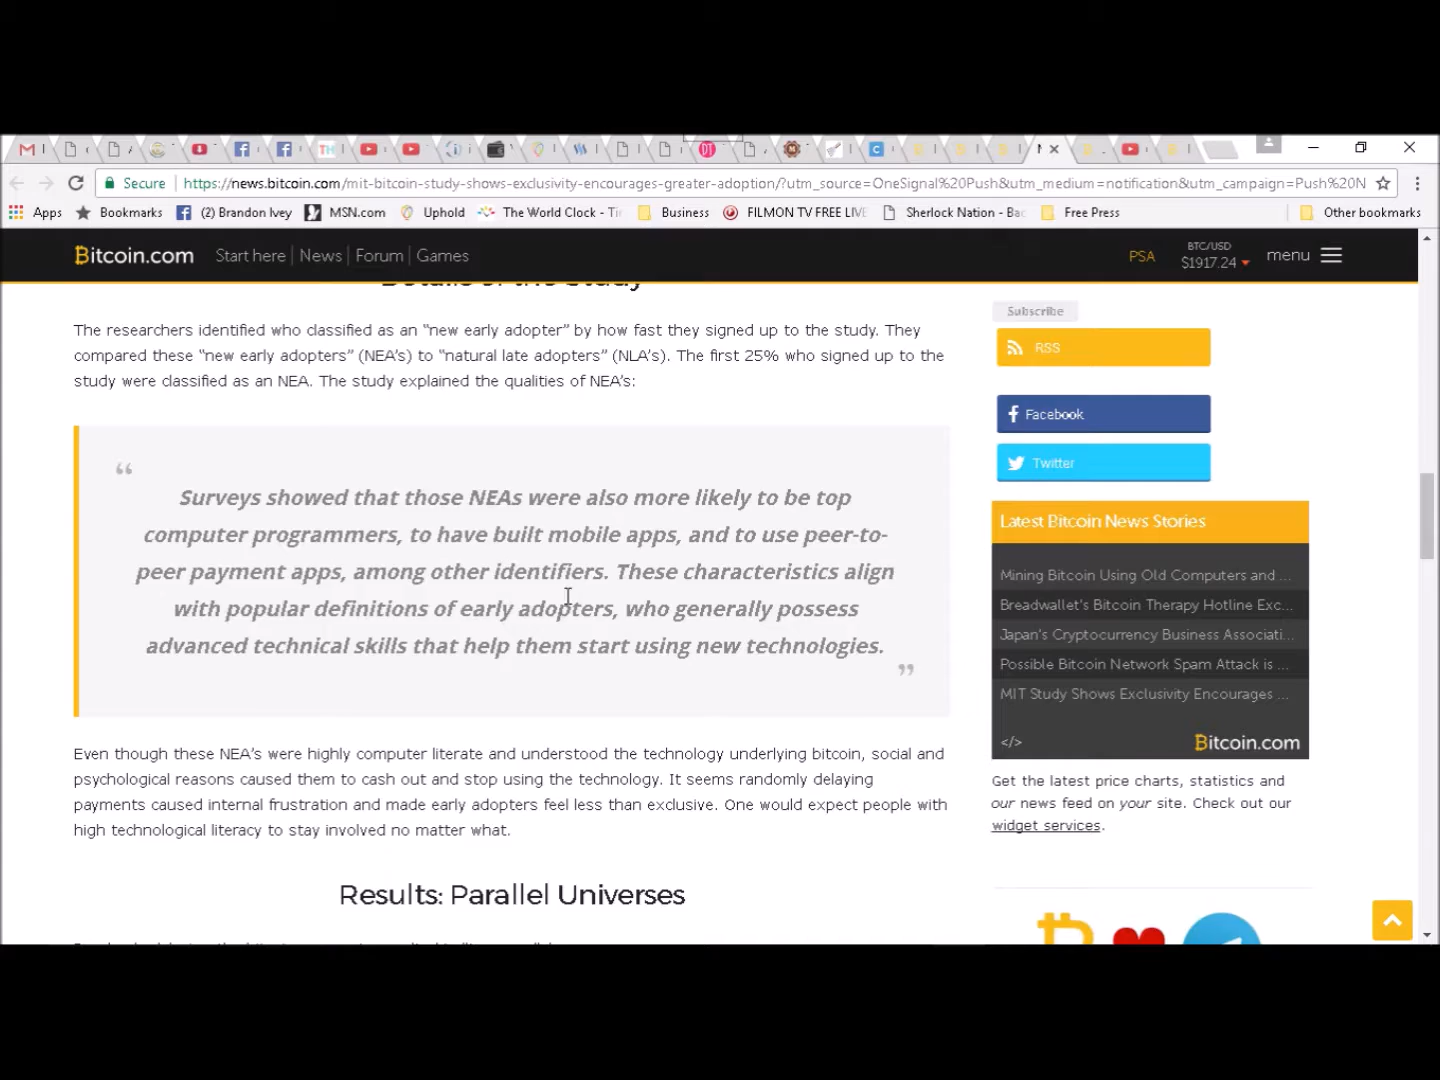 Secure
https://news.bitcoin.com/mit-bitcoin-study-shows-exclusivity-encourages-greater-adoption/?utm_source=OneSignal%20Push&utm_medium=notification&utm_campaign=Push%20N
Apps Bookmarks (2) Brandon Ivey MSN.com Uphold The World Clock - Tir Business FILMON TV FREE LIVE Sherlock Nation - Bac Free Press Other bookmarks
Bitcoin.com Start here News Forum Games PSA BTC/USD $1917.24 menu
Details of the Study
The researchers identified who classified as an “new early adopter” by how fast they signed up to the study. They
compared these “new early adopters” (NEA’s) to “natural late adopters” (NLA’s). The first 25% who signed up to the
study were classified as an NEA. The study explained the qualities of NEA’s:
“
Surveys showed that those NEAs were also more likely to be top
computer programmers, to have built mobile apps, and to use peer-to-
peer payment apps, among other identifiers. These characteristics align
with popular definitions of early adopters, who generally possess
advanced technical skills that help them start using new technologies.
”
Even though these NEA’s were highly computer literate and understood the technology underlying bitcoin, social and
psychological reasons caused them to cash out and stop using the technology. It seems randomly delaying
payments caused internal frustration and made early adopters feel less than exclusive. One would expect people with
high technological literacy to stay involved no matter what.
Results: Parallel Universes
Subscribe
RSS
Facebook
Twitter
Latest Bitcoin News Stories
Mining Bitcoin Using Old Computers and ...
Breadwallet's Bitcoin Therapy Hotline Exc...
Japan's Cryptocurrency Business Associati...
Possible Bitcoin Network Spam Attack is ...
MIT Study Shows Exclusivity Encourages ...
</> Bitcoin.com
Get the latest price charts, statistics and
our news feed on your site. Check out our
widget services.